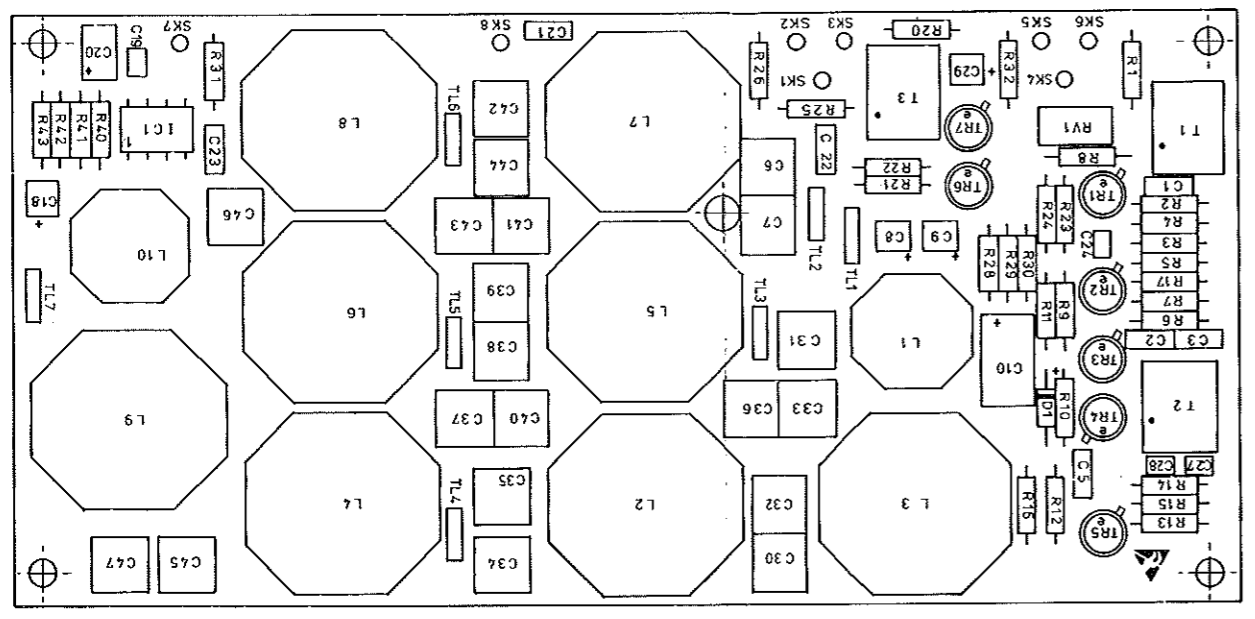 SK7
SK8
C21
SK2
SK3
R20
SK5
SK6
C20
C19
R31
L8
TL6
C42
L7
R26
SK1
R25
T3
C29
R32
SK4
R1
R43
R42
R41
R40
IC1
1
C23
C44
C6
C22
R22
R21
TR7
TR6
RV1
R8
T1
C18
C46
C43
C41
C7
TL2
TL1
C8
C9
R24
R23
TR1
e
C1
R2
R4
R3
R5
R17
R7
R6
C2
C3
L10
TL7
C39
R28
R29
R30
C24
TR2
e
L6
TL5
C38
L5
TL3
C31
L1
C10
R11
R9
TR3
e
L9
C37
C40
C36
C33
D1
R10
TR4
e
T2
C28
C27
L4
TL4
C35
C34
L2
C32
C30
L3
R16
R12
C5
R14
R15
R13
TR5
e
C47
C45